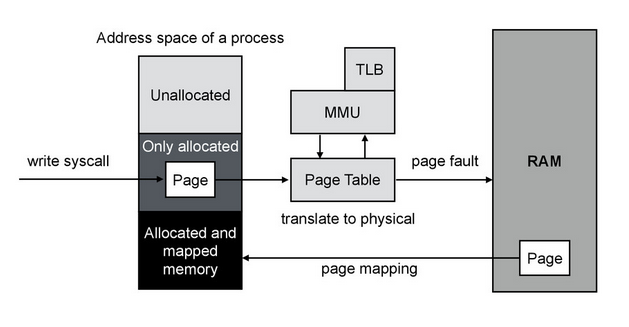 Address space of a process
Unallocated
Only allocated
write syscall
Page
Allocated and
mapped
memory
TLB
MMU
Page Table
translate to physical
page fault
page mapping
RAM
Page